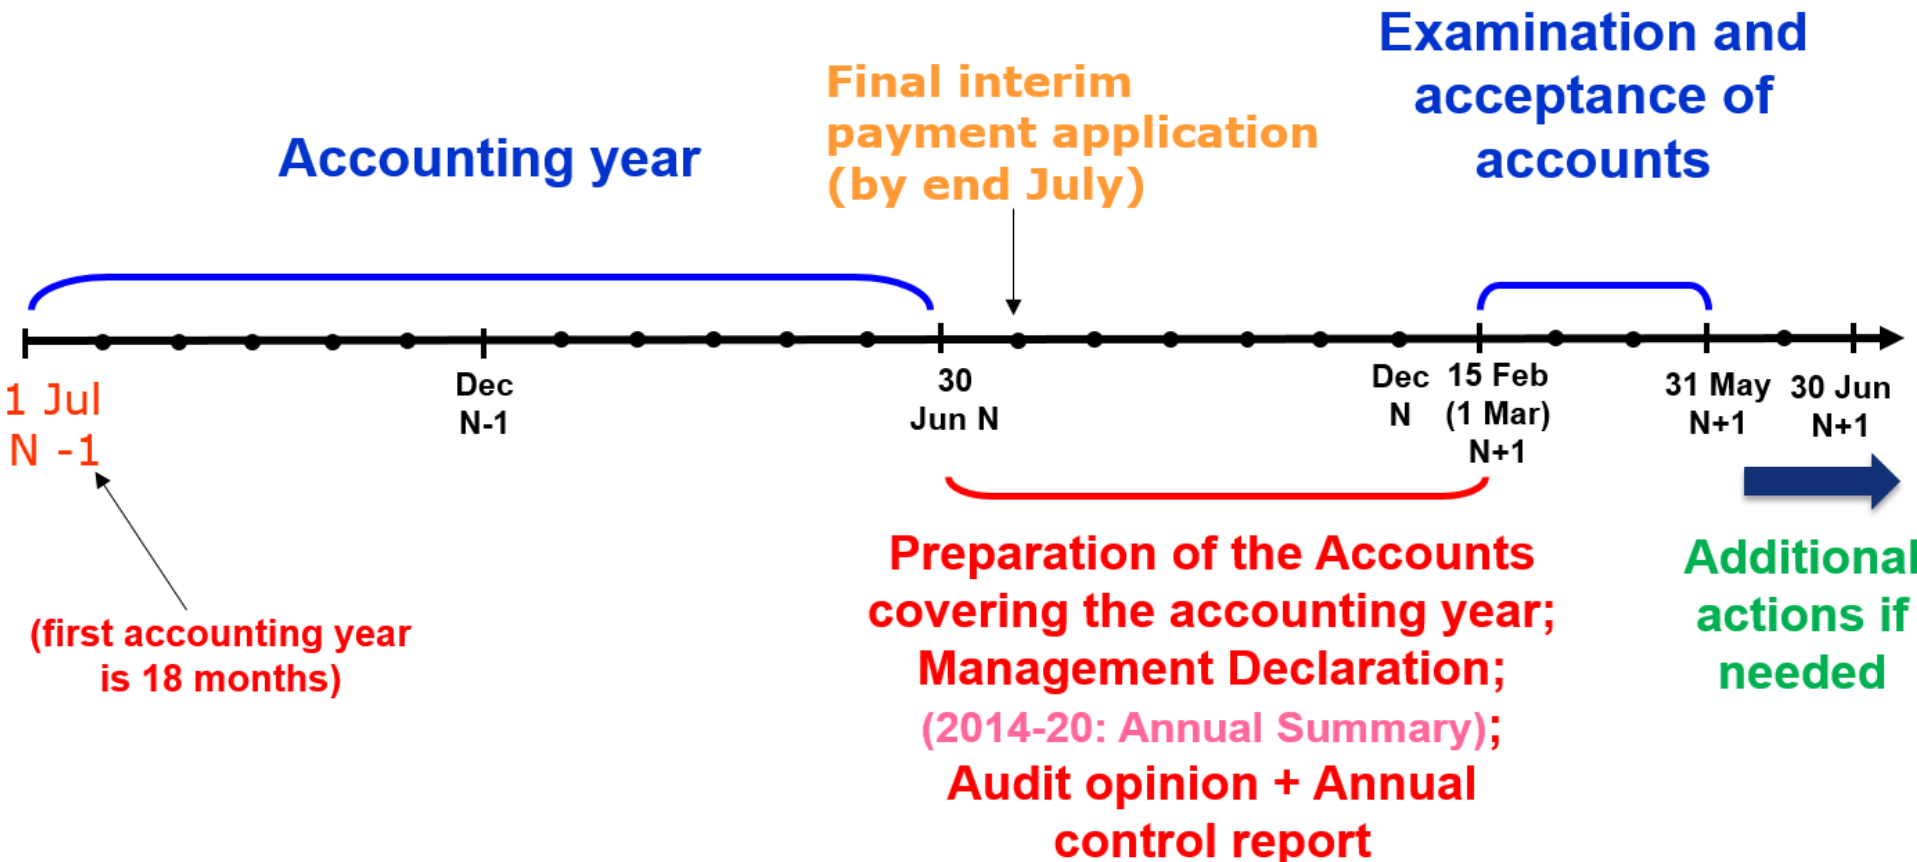 Examination and
acceptance of
accounts
Final interim
payment application
(by end July)
Accounting year
1 Jul
N -1
Dec
N-1
30
Jun N
Dec
N
15 Feb
(1 Mar)
N+1
31 May
N+1
30 Jun
N+1
(first accounting year
is 18 months)
Preparation of the Accounts
covering the accounting year;
Management Declaration;
(2014-20: Annual Summary);
Audit opinion + Annual
control report
Additional
actions if
needed